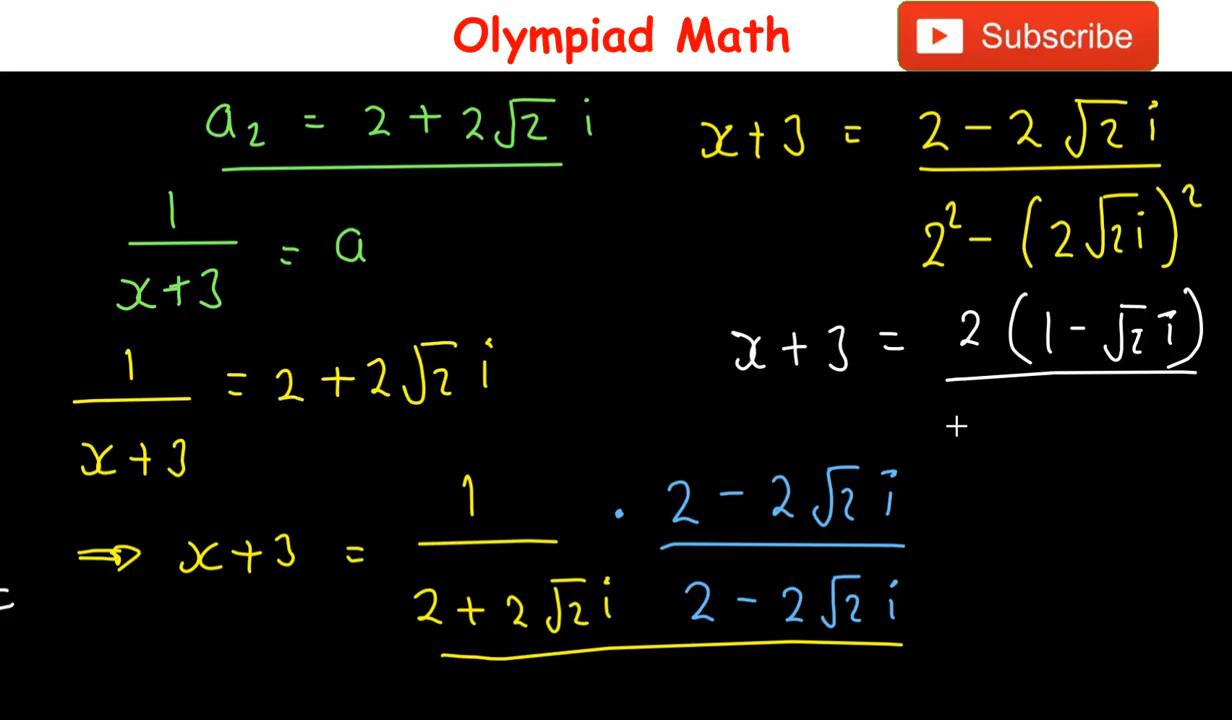 Olympiad Math
Subscribe
a₂ = 2 + 2√2 i
1/(x+3) = a
1/(x+3) = 2 + 2√2 i
⇒ x+3 = 1/(2 + 2√2 i) · (2 - 2√2 i)/(2 - 2√2 i)
x+3 = (2 - 2√2 i)/(2² - (2√2 i)²)
x+3 = 2(1 - √2 i)/
=